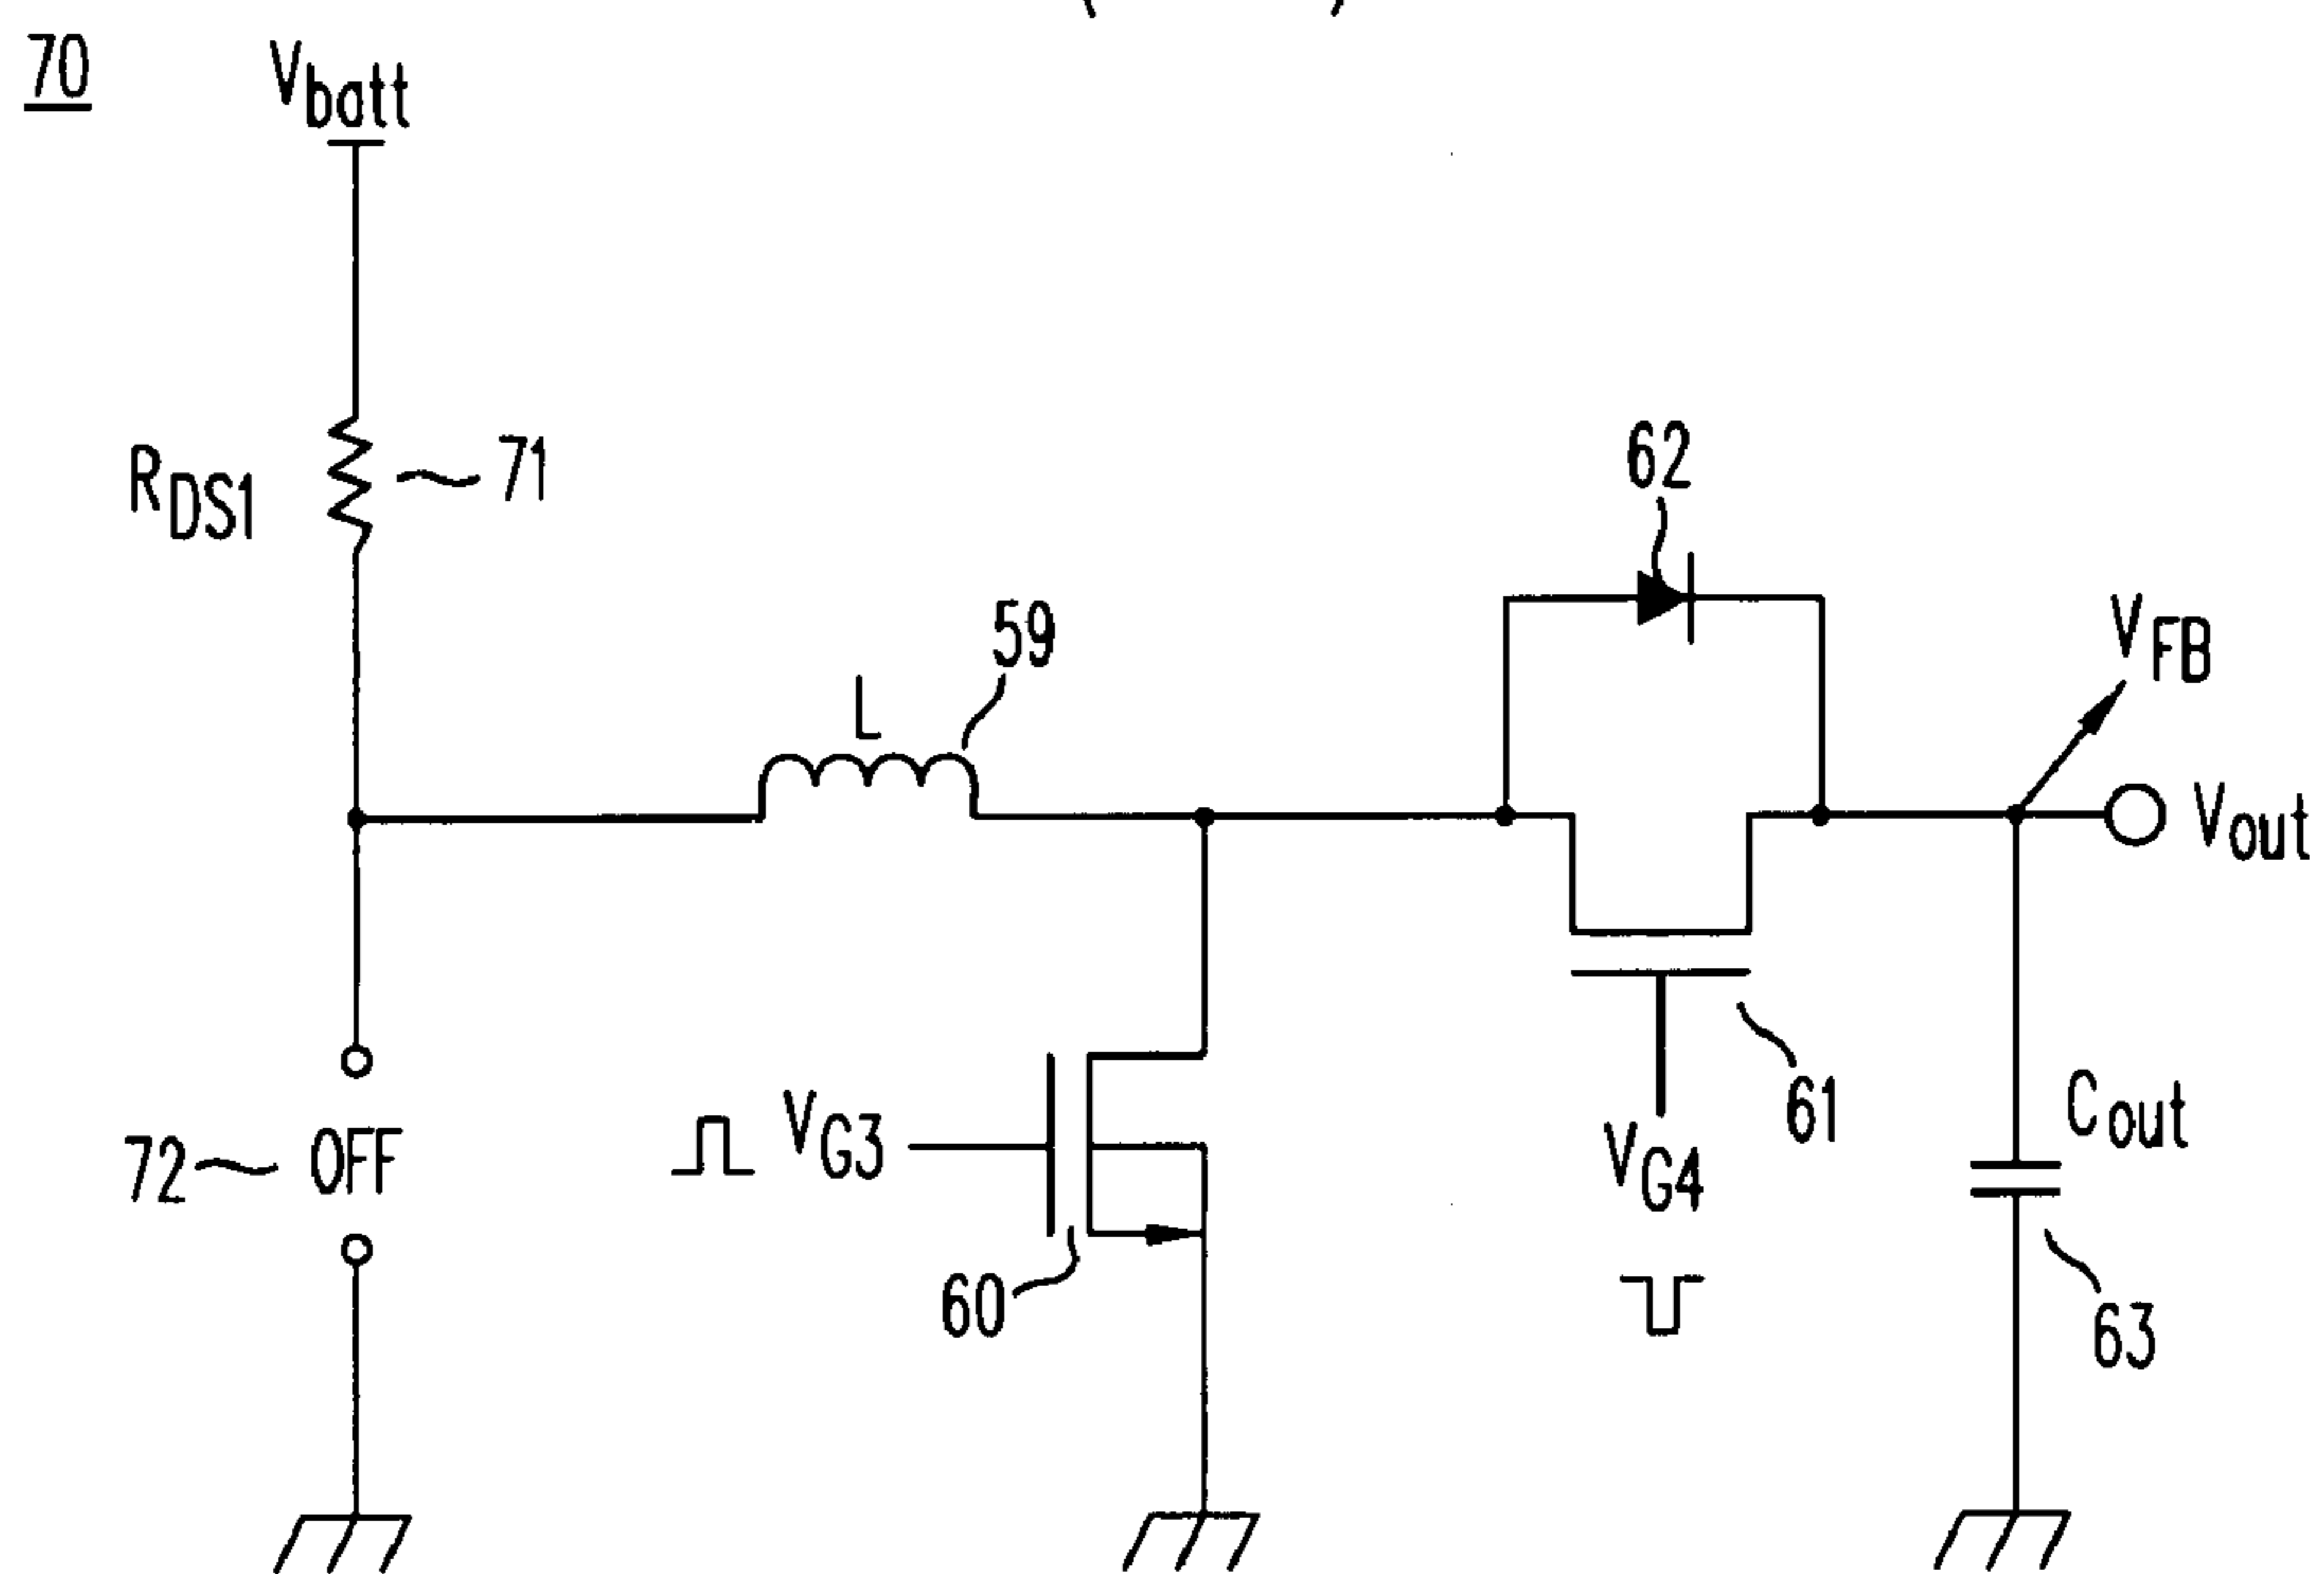 70
Vbatt
RDS1
71
62
59
L
VFB
Vout
72
OFF
VG3
60
61
VG4
Cout
63